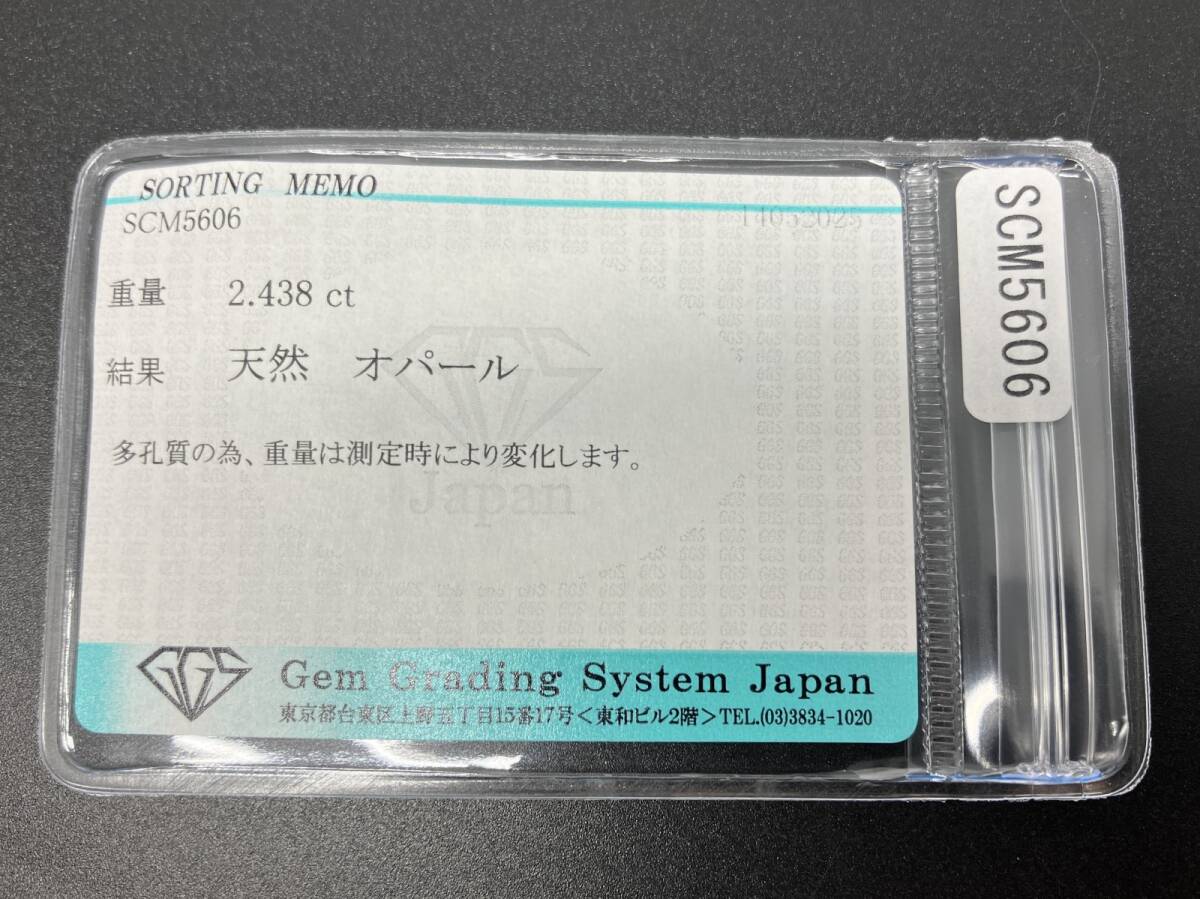 SORTING MEMO
SCM5606
14052025
重量 2.438 ct
結果 天然 オパール
多孔質の為、重量は測定時により変化します。
Japan
GGS
Gem Grading System Japan
東京都台東区上野五丁目15番17号＜東和ビル2階＞TEL.(03)3834-1020
SCM5606